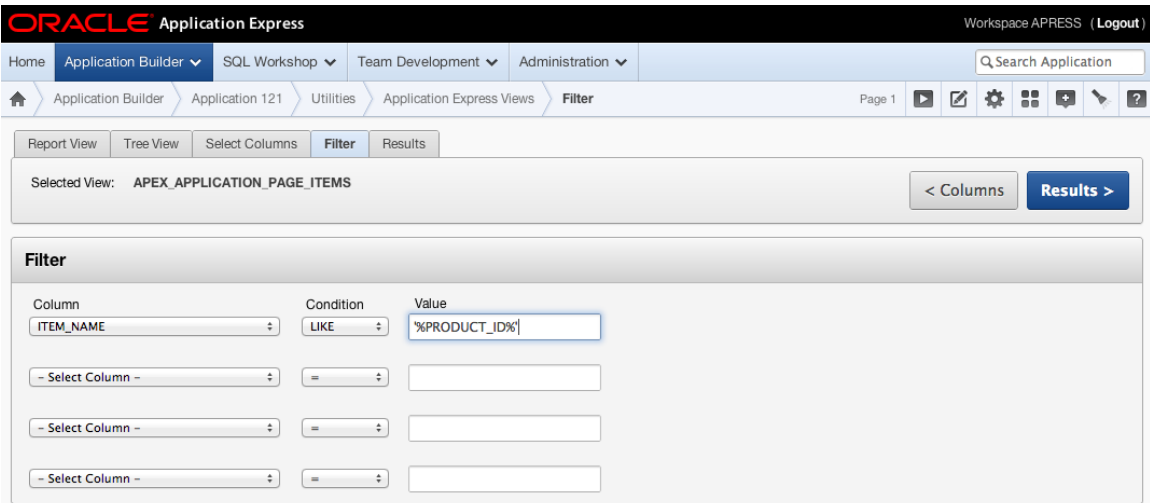 ORACLE Application Express Workspace APRESS (Logout)
Home Application Builder SQL Workshop Team Development Administration Search Application
Application Builder Application 121 Utilities Application Express Views Filter Page 1 ?
Report View Tree View Select Columns Filter Results
Selected View: APEX_APPLICATION_PAGE_ITEMS < Columns Results >
Filter
Column Condition Value
ITEM_NAME LIKE '%PRODUCT_ID%'
- Select Column - =
- Select Column - =
- Select Column - =